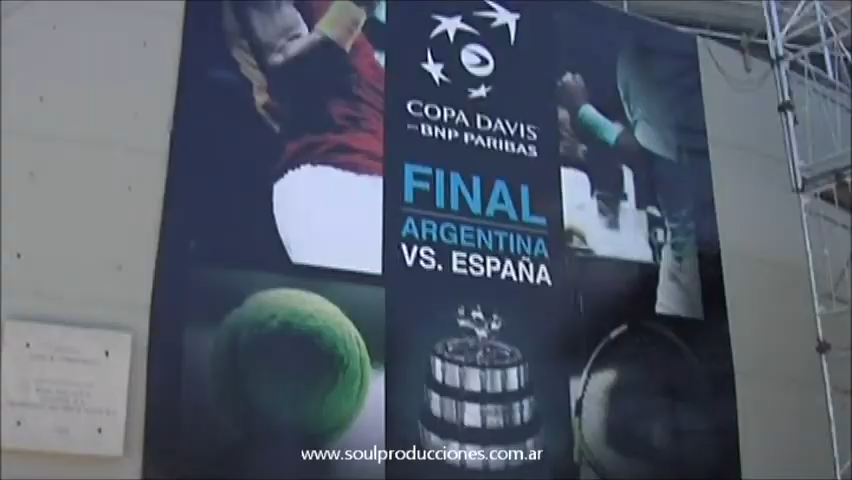 COPA DAVIS
BNP PARIBAS
FINAL
ARGENTINA
VS. ESPAÑA
www.soulproducciones.com.ar